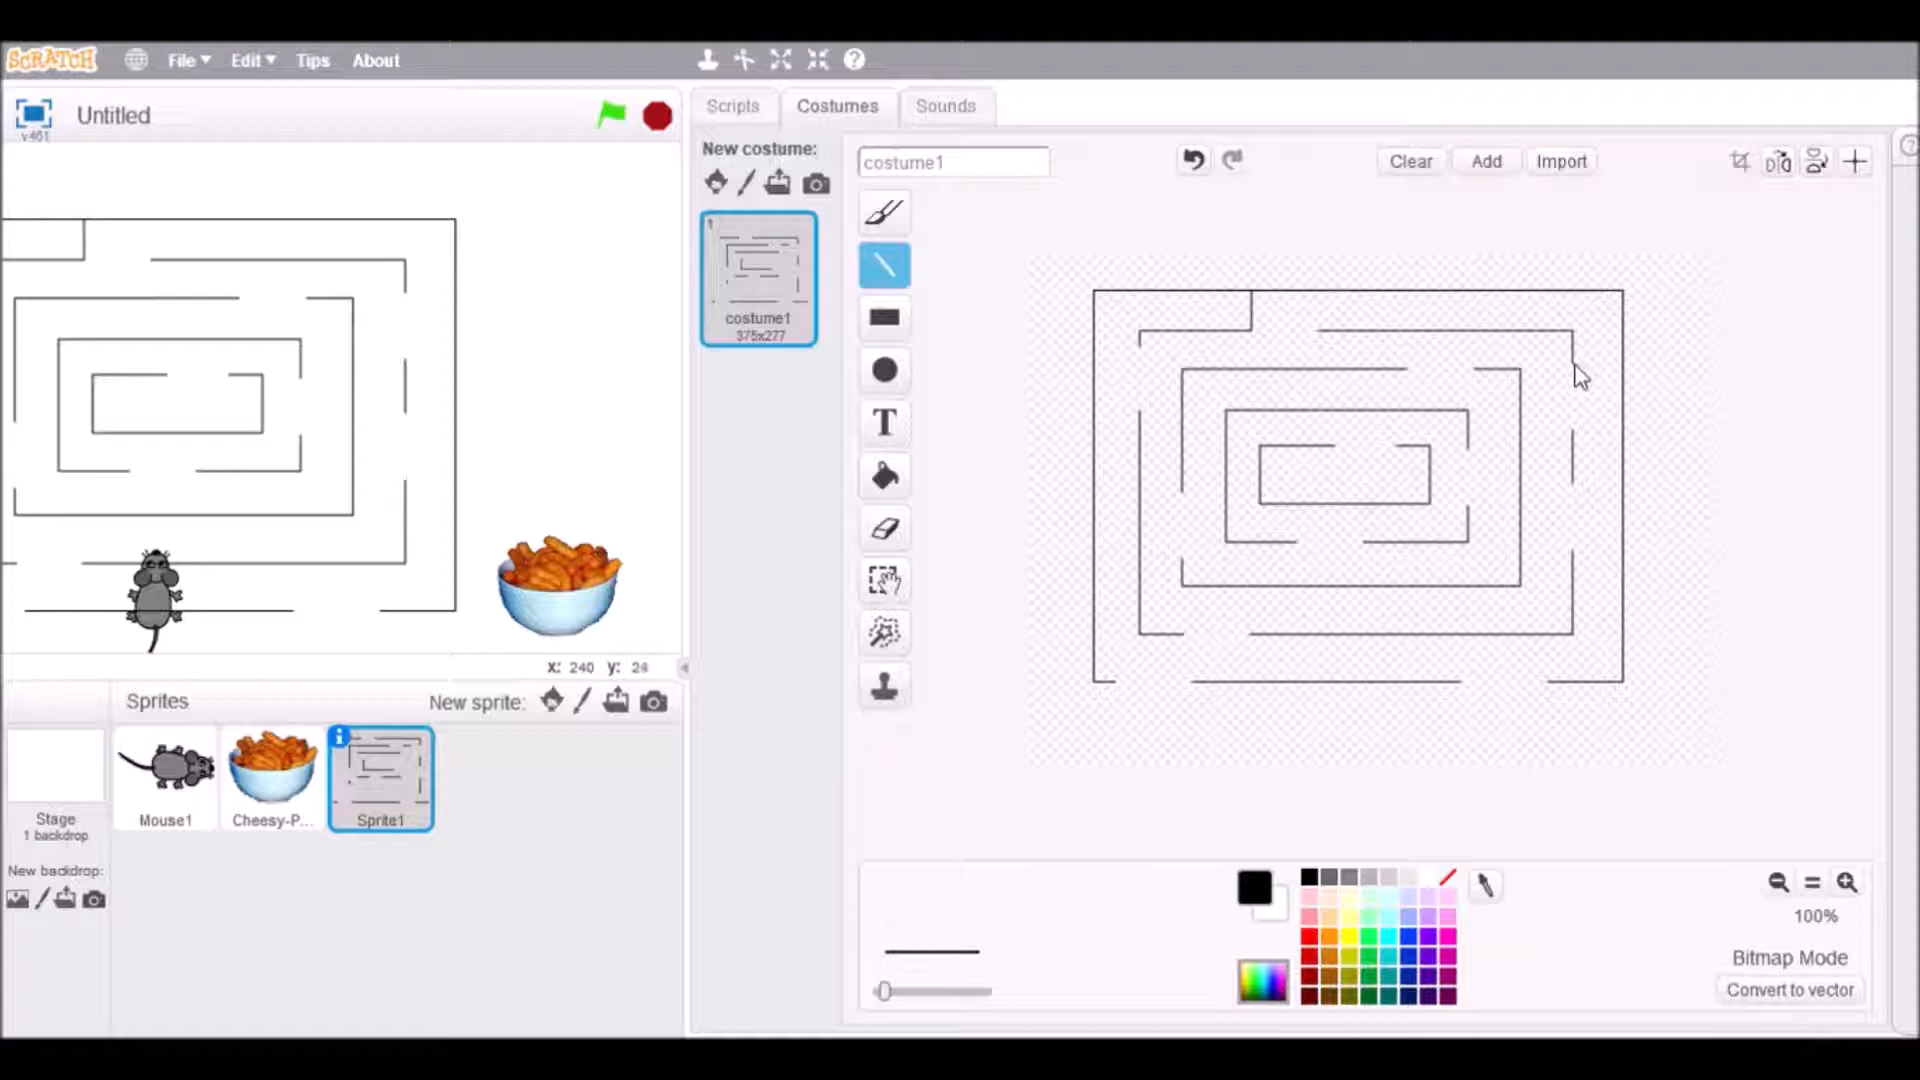 SCRATCH File Edit Tips About
Untitled
v461
Scripts Costumes Sounds
New costume:
costume1
Clear Add Import
1
costume1
375x277
T
x: 240 y: 24
Sprites New sprite:
Mouse1 Cheesy-P... Sprite1
Stage
1 backdrop
New backdrop:
100%
Bitmap Mode
Convert to vector